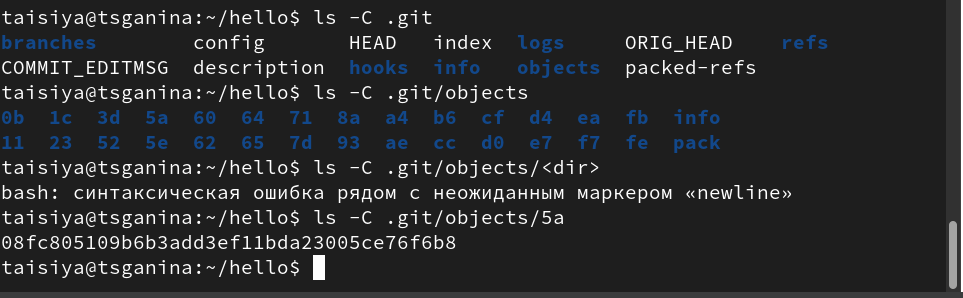 taisiya@tsganina:~/hello$ ls -C .git
branches        config       HEAD   index  logs     ORIG_HEAD    refs
COMMIT_EDITMSG  description  hooks  info   objects  packed-refs
taisiya@tsganina:~/hello$ ls -C .git/objects
0b  1c  3d  5a  60  64  71  8a  a4  b6  cf  d4  ea  fb  info
11  23  52  5e  62  65  7d  93  ae  cc  d0  e7  f7  fe  pack
taisiya@tsganina:~/hello$ ls -C .git/objects/<dir>
bash: синтаксическая ошибка рядом с неожиданным маркером «newline»
taisiya@tsganina:~/hello$ ls -C .git/objects/5a
08fc805109b6b3add3ef11bda23005ce76f6b8
taisiya@tsganina:~/hello$